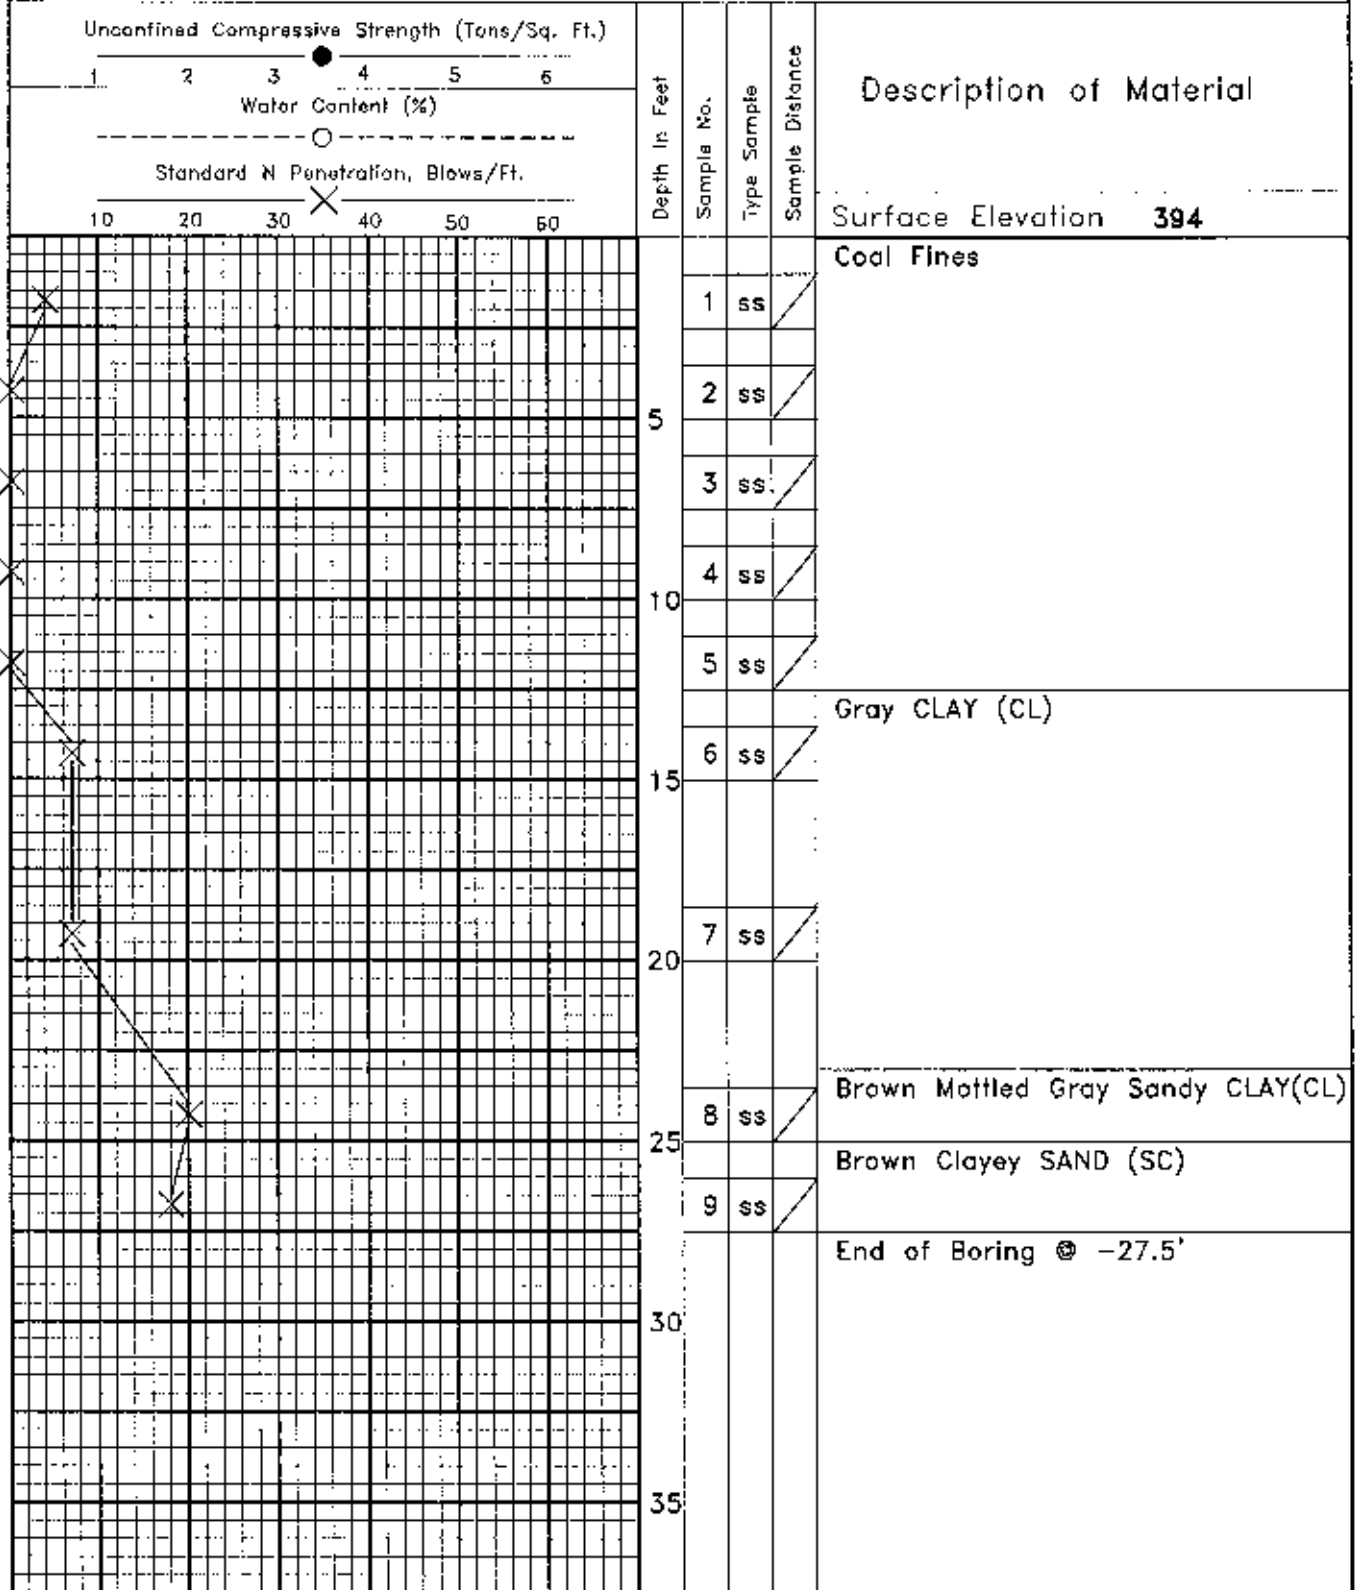 Unconfined Compressive Strength (Tons/Sq. Ft.)
1 2 3 4 5 6
Water Content (%)
Standard N Penetration, Blows/Ft.
10 20 30 40 50 60
Depth In Feet
Sample No.
Type Sample
Sample Distance
Description of Material
Surface Elevation 394
Coal Fines
1 ss
2 ss
5
3 ss
4 ss
10
5 ss
Gray CLAY (CL)
6 ss
15
7 ss
20
Brown Mottled Gray Sandy CLAY(CL)
8 ss
25
Brown Clayey SAND (SC)
9 ss
End of Boring @ -27.5'
30
35